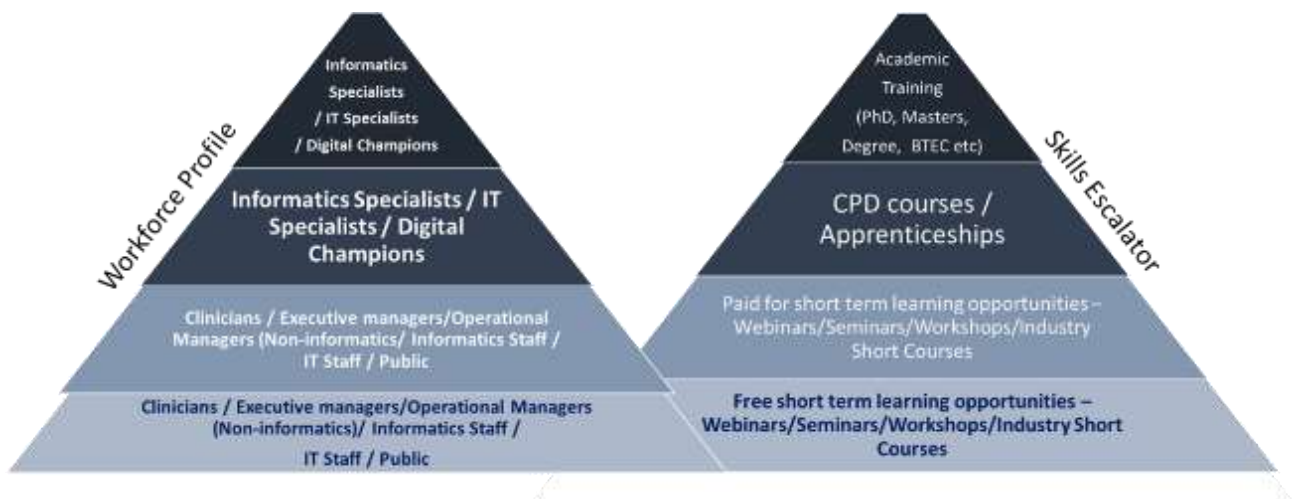 Workforce Profile
Informatics
Specialists
/ IT Specialists
/ Digital Champions
Informatics Specialists / IT
Specialists / Digital
Champions
Clinicians / Executive managers/Operational
Managers (Non-informatics/ Informatics Staff /
IT Staff / Public
Clinicians / Executive managers/Operational Managers
(Non-informatics)/ Informatics Staff /
IT Staff / Public
Skills Escalator
Academic
Training
(PhD, Masters,
Degree, BTEC etc)
CPD courses /
Apprenticeships
Paid for short term learning opportunities –
Webinars/Seminars/Workshops/Industry
Short Courses
Free short term learning opportunities –
Webinars/Seminars/Workshops/Industry Short
Courses